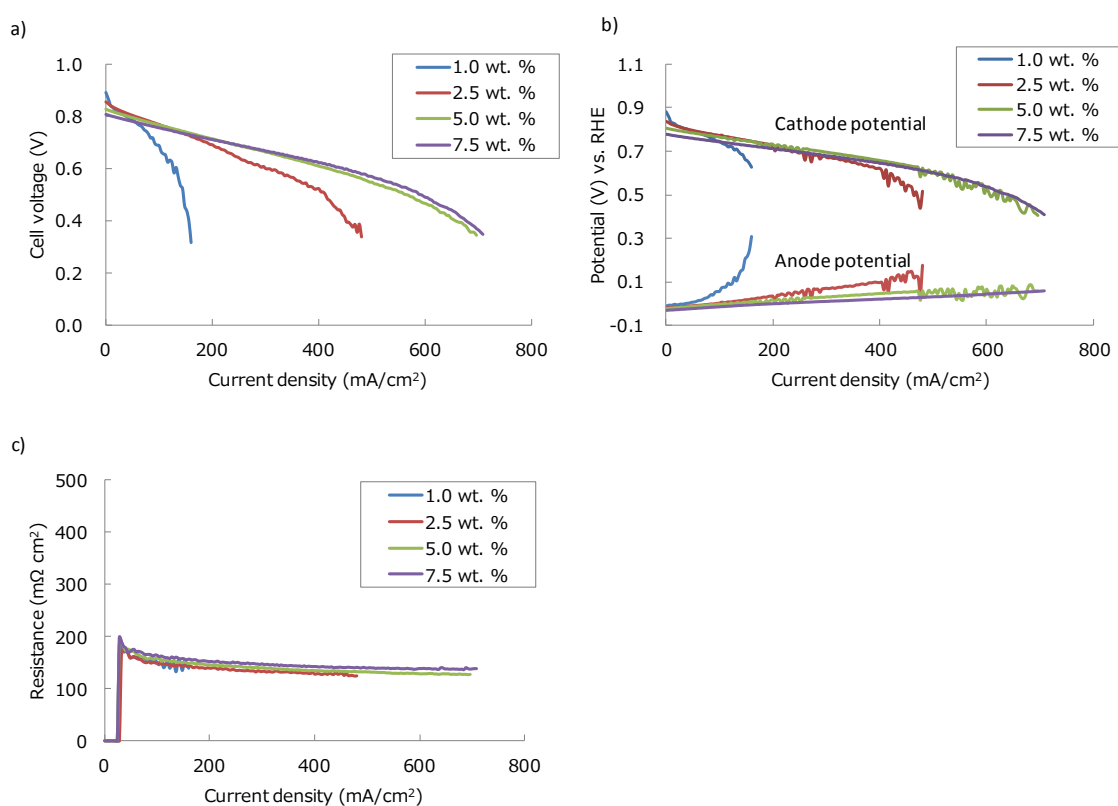 a)
Cell voltage (V)
1.0
0.8
0.6
0.4
0.2
0.0
0
200
400
600
800
Current density (mA/cm²)
1.0 wt. %
2.5 wt. %
5.0 wt. %
7.5 wt. %
b)
Potential (V) vs. RHE
1.1
0.9
0.7
0.5
0.3
0.1
-0.1
0
200
400
600
800
Current density (mA/cm²)
1.0 wt. %
2.5 wt. %
5.0 wt. %
7.5 wt. %
Cathode potential
Anode potential
c)
Resistance (mΩ cm²)
500
400
300
200
100
0
0
200
400
600
800
Current density (mA/cm²)
1.0 wt. %
2.5 wt. %
5.0 wt. %
7.5 wt. %